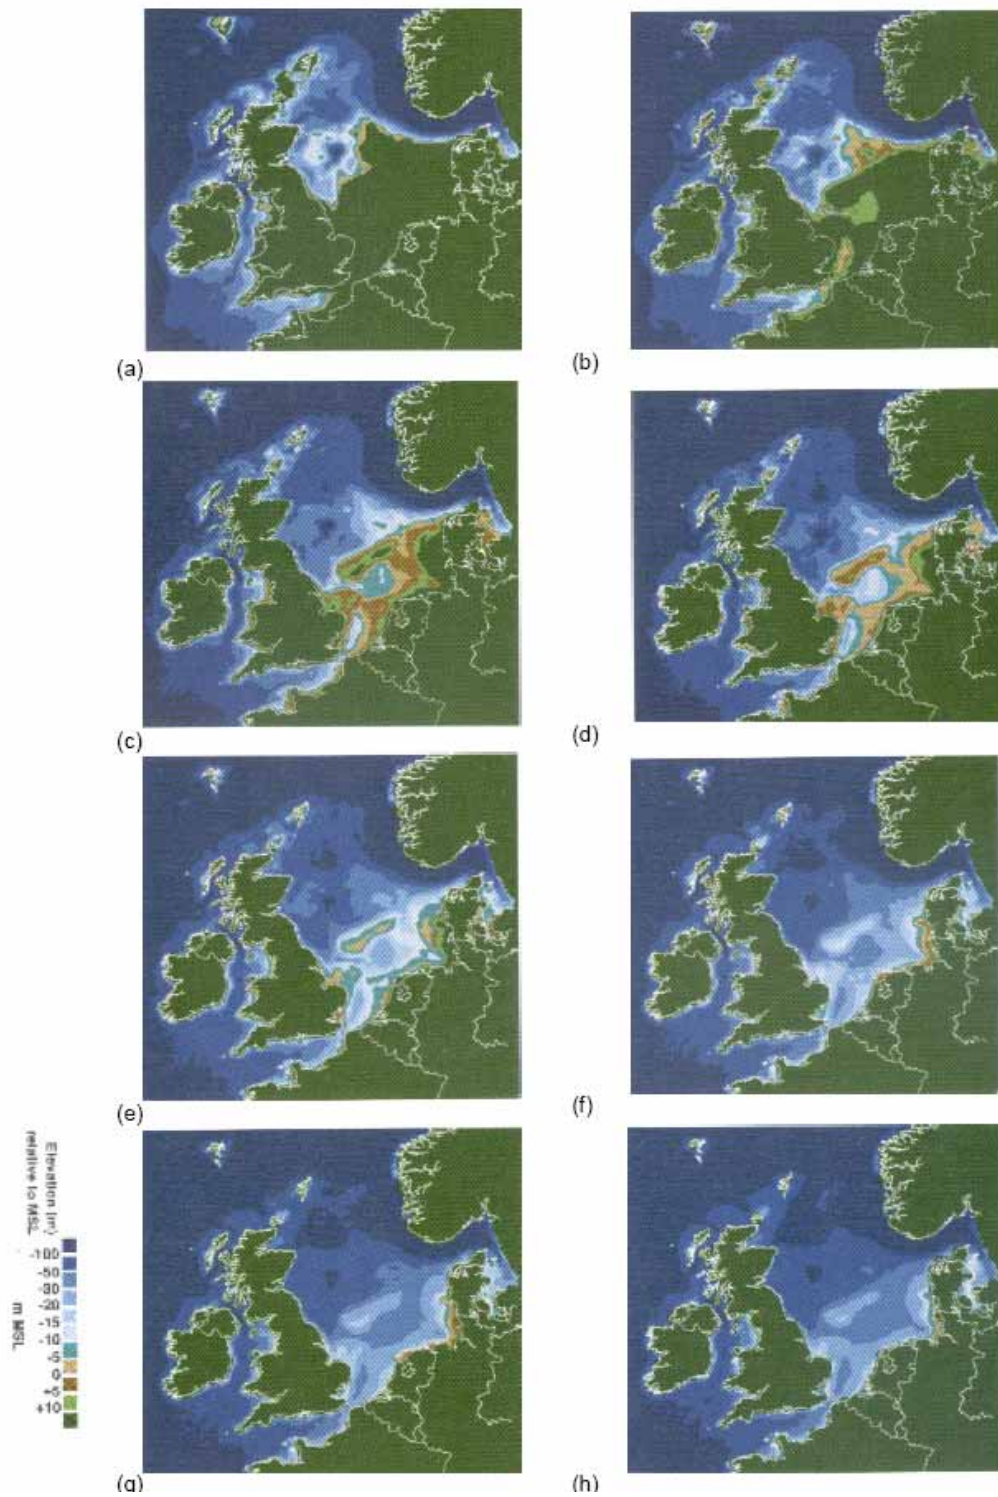 (a)
(b)
(c)
(d)
(e)
(f)
Elevation (m)
relative to MSL
m MSL
-100
-50
-30
-20
-15
-10
-5
0
+5
+10
(g)
(h)